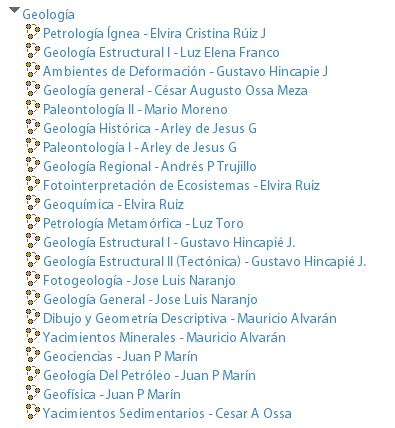 Geología
Petrología Ígnea - Elvira Cristina Rúiz J
Geología Estructural I - Luz Elena Franco
Ambientes de Deformación - Gustavo Hincapie J
Geología general - César Augusto Ossa Meza
Paleontología II - Mario Moreno
Geología Histórica - Arley de Jesus G
Paleontología I - Arley de Jesus G
Geología Regional - Andrés P Trujillo
Fotointerpretación de Ecosistemas - Elvira Ruiz
Geoquímica - Elvira Ruiz
Petrología Metamórfica - Luz Toro
Geología Estructural I - Gustavo Hincapié J.
Geología Estructural II (Tectónica) - Gustavo Hincapié J.
Fotogeología - Jose Luis Naranjo
Geología General - Jose Luis Naranjo
Dibujo y Geometría Descriptiva - Mauricio Alvarán
Yacimientos Minerales - Mauricio Alvarán
Geociencias - Juan P Marín
Geología Del Petróleo - Juan P Marín
Geofísica - Juan P Marín
Yacimientos Sedimentarios - Cesar A Ossa